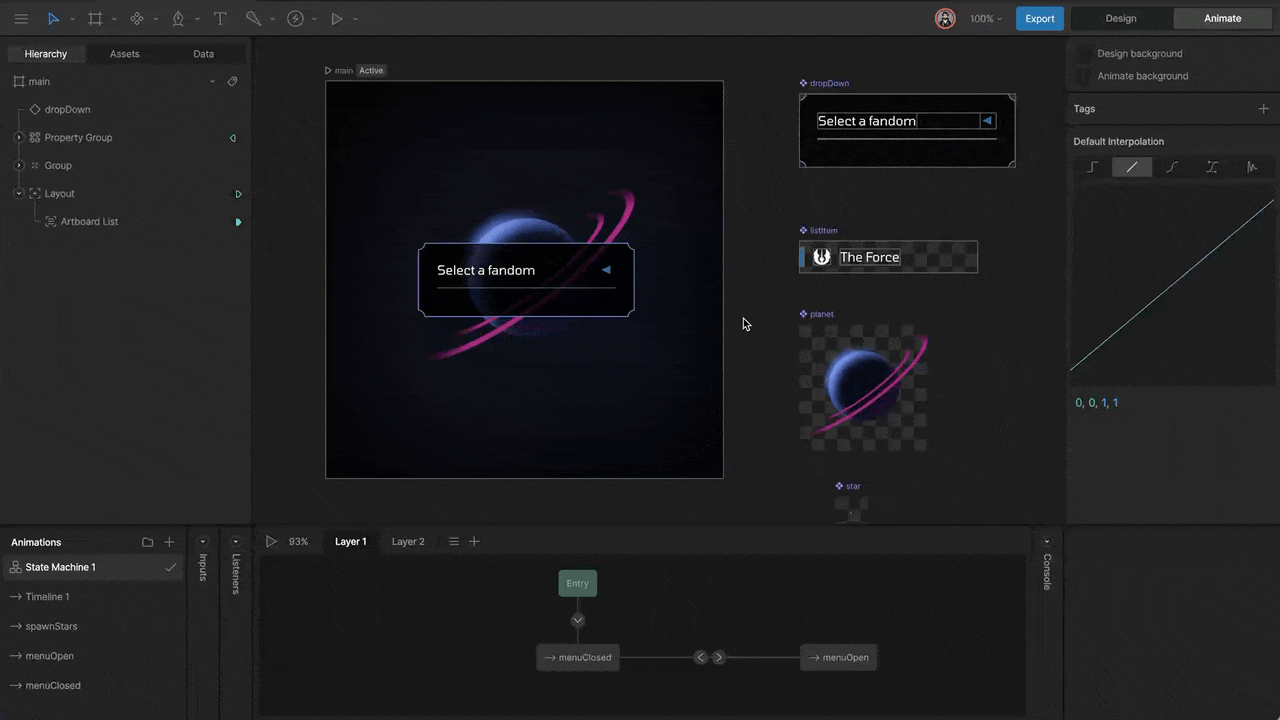 100%
Export
Design
Animate
Hierarchy
Assets
Data
main
dropDown
Property Group
Group
Layout
Artboard List
main
Active
Select a fandom
dropDown
Select a fandom
listItem
The Force
planet
star
Design background
Animate background
Tags
Default Interpolation
0, 0, 1, 1
Animations
State Machine 1
Timeline 1
spawnStars
menuOpen
menuClosed
Inputs
Listeners
93%
Layer 1
Layer 2
Entry
menuClosed
menuOpen
Console